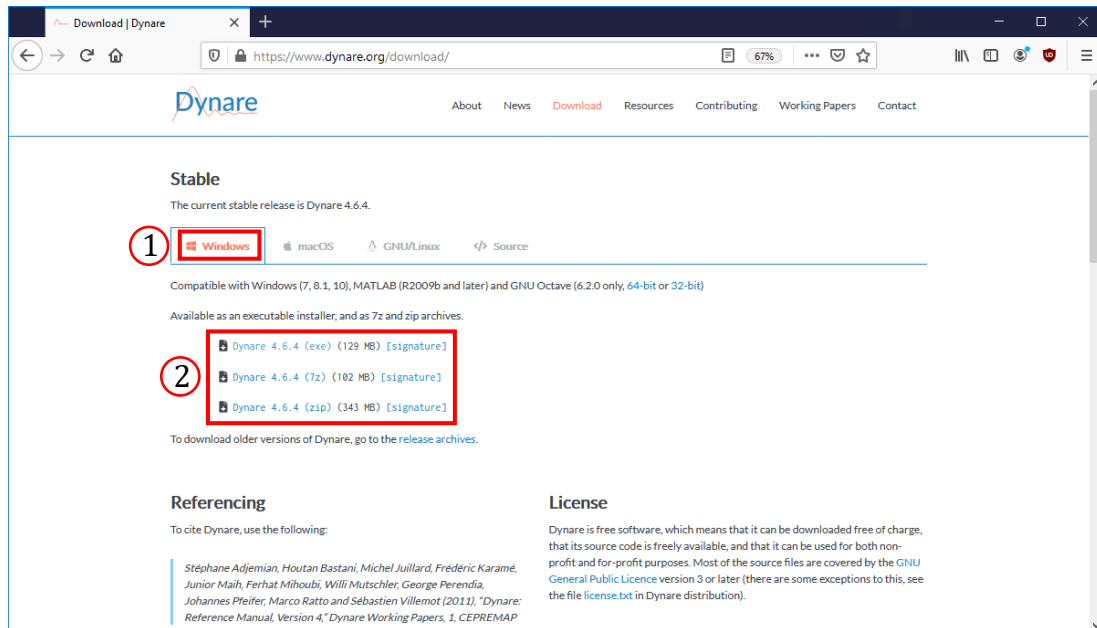 Download | Dynare
https://www.dynare.org/download/
67%
Dynare
About News Download Resources Contributing Working Papers Contact
Stable
The current stable release is Dynare 4.6.4.
① Windows macOS GNU/Linux </> Source
Compatible with Windows (7, 8.1, 10), MATLAB (R2009b and later) and GNU Octave (6.2.0 only, 64-bit or 32-bit)
Available as an executable installer, and as 7z and zip archives.
Dynare 4.6.4 (exe) (129 MB) [signature]
② Dynare 4.6.4 (7z) (102 MB) [signature]
Dynare 4.6.4 (zip) (343 MB) [signature]
To download older versions of Dynare, go to the release archives.
Referencing
To cite Dynare, use the following:
Stéphane Adjemian, Houtan Bastani, Michel Juillard, Frédéric Karamé,
Junior Maih, Ferhat Mihoubi, Willi Mutschler, George Perendia,
Johannes Pfeifer, Marco Ratto and Sébastien Villemot (2011), "Dynare:
Reference Manual, Version 4," Dynare Working Papers, 1, CEPREMAP
License
Dynare is free software, which means that it can be downloaded free of charge,
that its source code is freely available, and that it can be used for both non-
profit and for-profit purposes. Most of the source files are covered by the GNU
General Public Licence version 3 or later (there are some exceptions to this, see
the file license.txt in Dynare distribution).